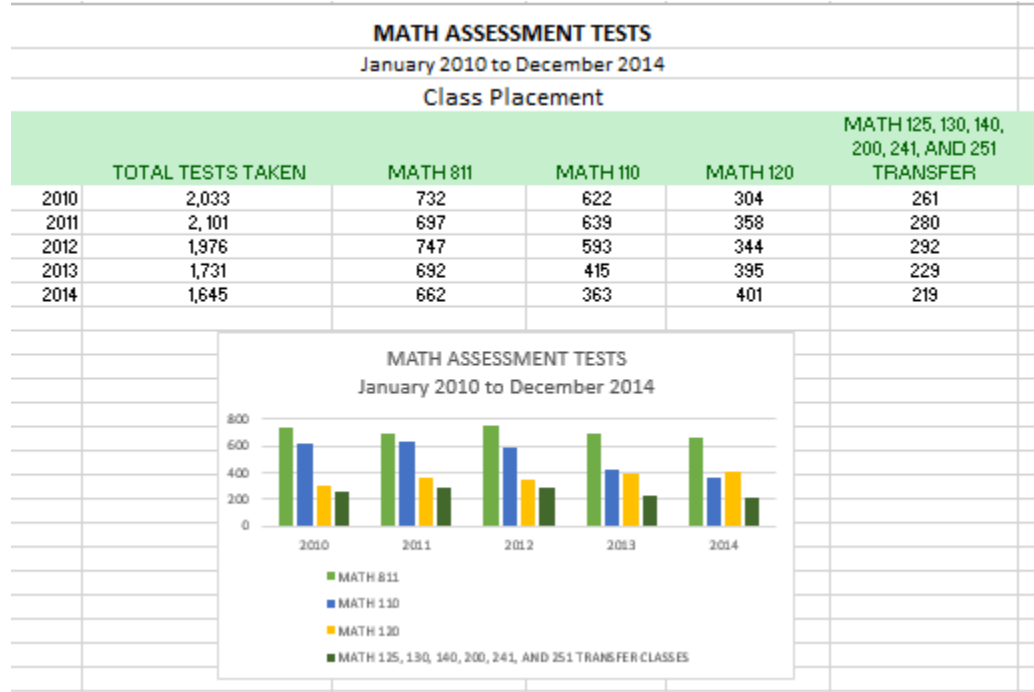 MATH ASSESSMENT TESTS
January 2010 to December 2014
Class Placement
TOTAL TESTS TAKEN MATH 811 MATH 110 MATH 120 MATH 125, 130, 140, 200, 241, AND 251 TRANSFER
2010 2,033 732 622 304 261
2011 2, 101 697 639 358 280
2012 1,976 747 593 344 292
2013 1,731 692 415 395 229
2014 1,645 662 363 401 219
MATH ASSESSMENT TESTS
January 2010 to December 2014
800
600
400
200
0
2010 2011 2012 2013 2014
MATH 811
MATH 110
MATH 120
MATH 125, 130, 140, 200, 241, AND 251 TRANSFER CLASSES